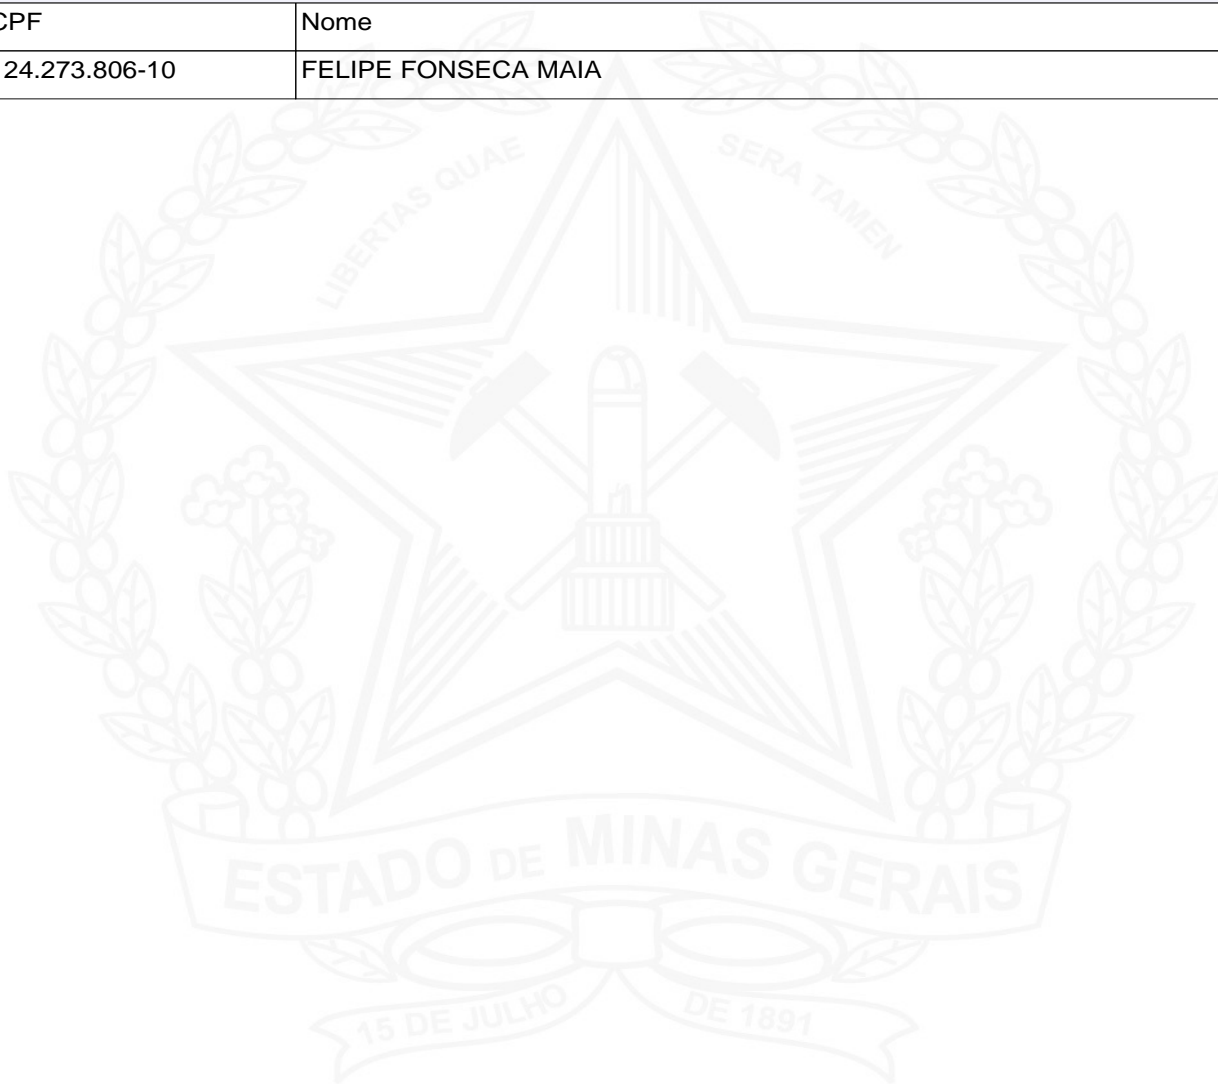 CPF Nome
24.273.806-10 FELIPE FONSECA MAIA
LIBERTAS QUAE SERA TAMEN
ESTADO DE MINAS GERAIS
15 DE JULHO DE 1891